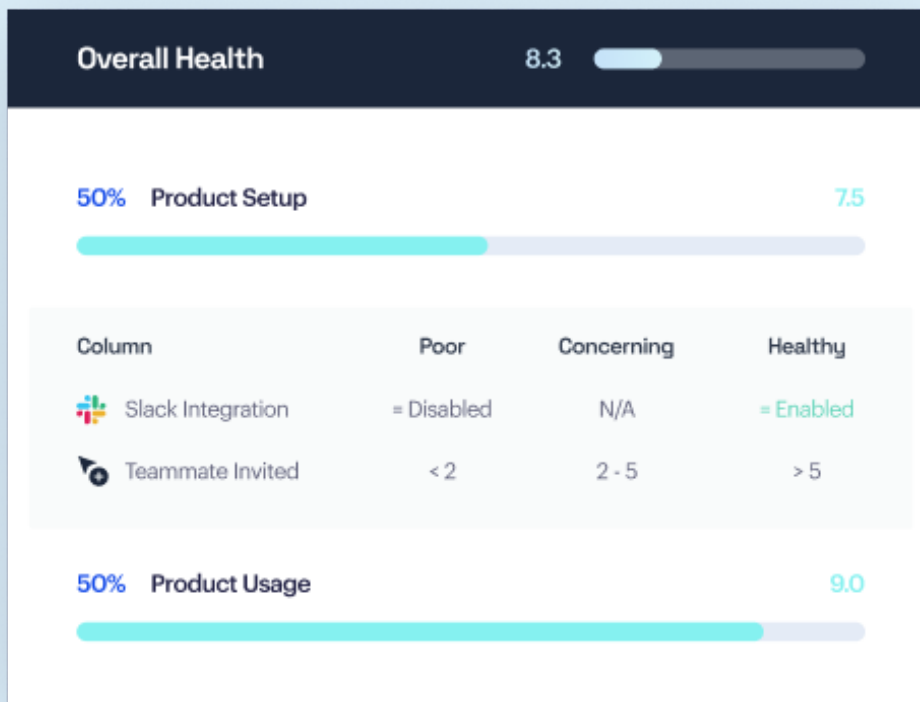 Overall Health 8.3
50% Product Setup 7.5
Column Poor Concerning Healthy
Slack Integration = Disabled N/A = Enabled
Teammate Invited < 2 2 - 5 > 5
50% Product Usage 9.0